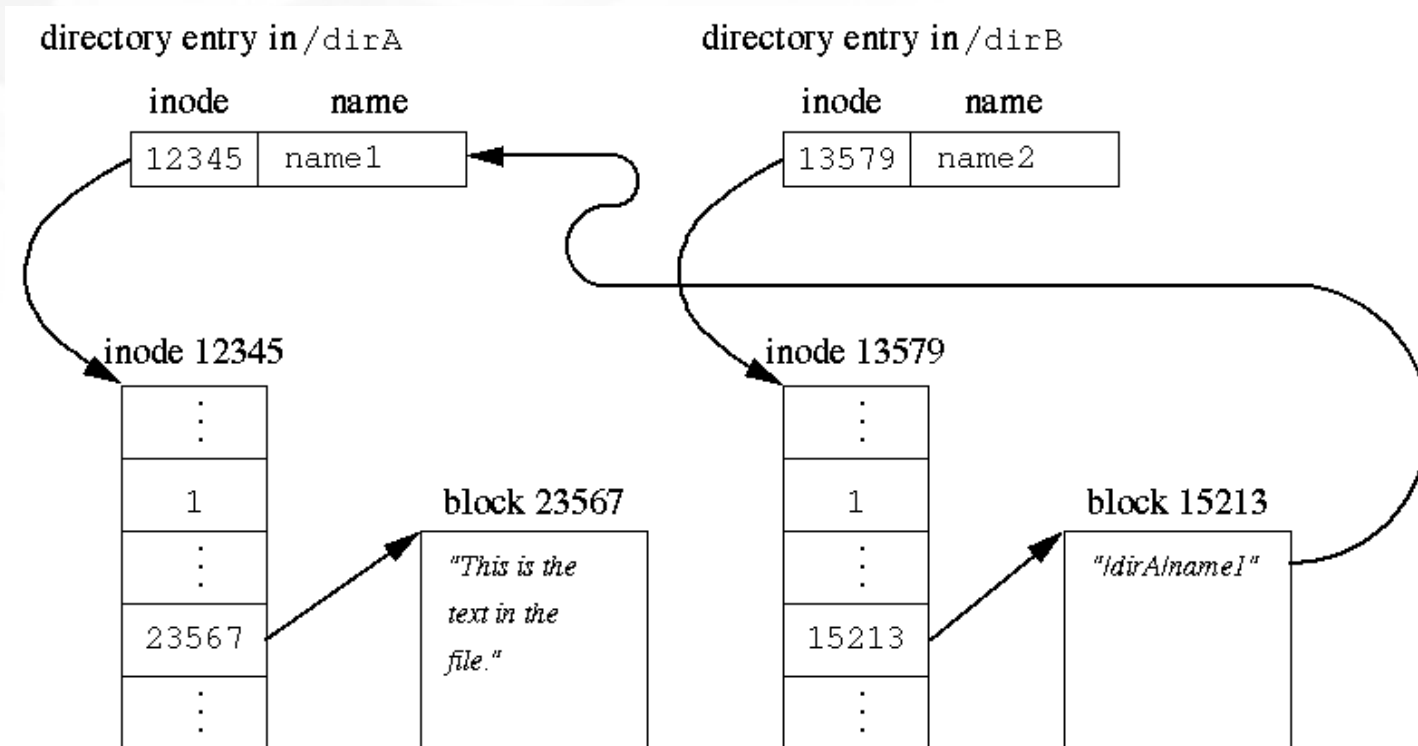 directory entry in /dirA
directory entry in /dirB
inode name
inode name
12345 name1
13579 name2
inode 12345
inode 13579
1
block 23567
1
block 15213
"This is the
text in the
file."
"/dirA/name1"
23567
15213